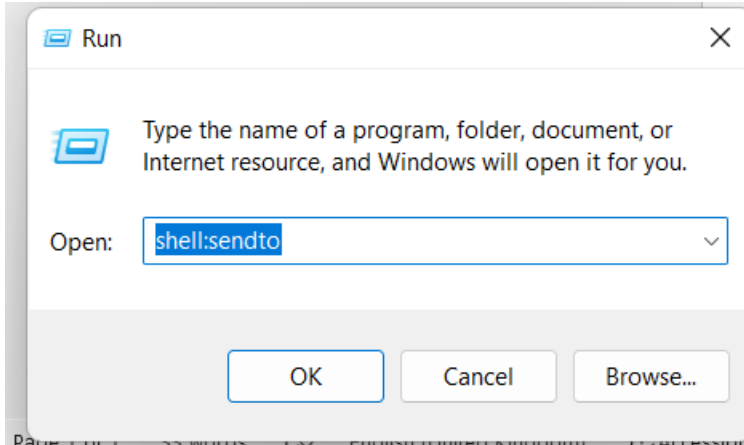 Run
Type the name of a program, folder, document, or
Internet resource, and Windows will open it for you.
Open: shell:sendto
OK Cancel Browse...